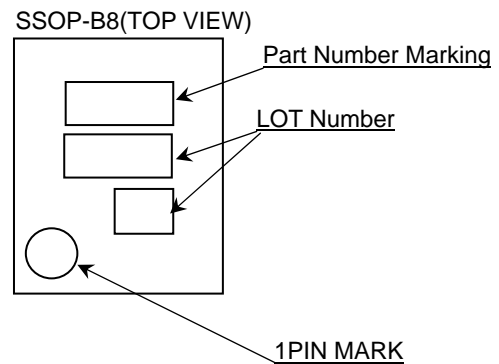 SSOP-B8(TOP VIEW)
Part Number Marking
LOT Number
1PIN MARK